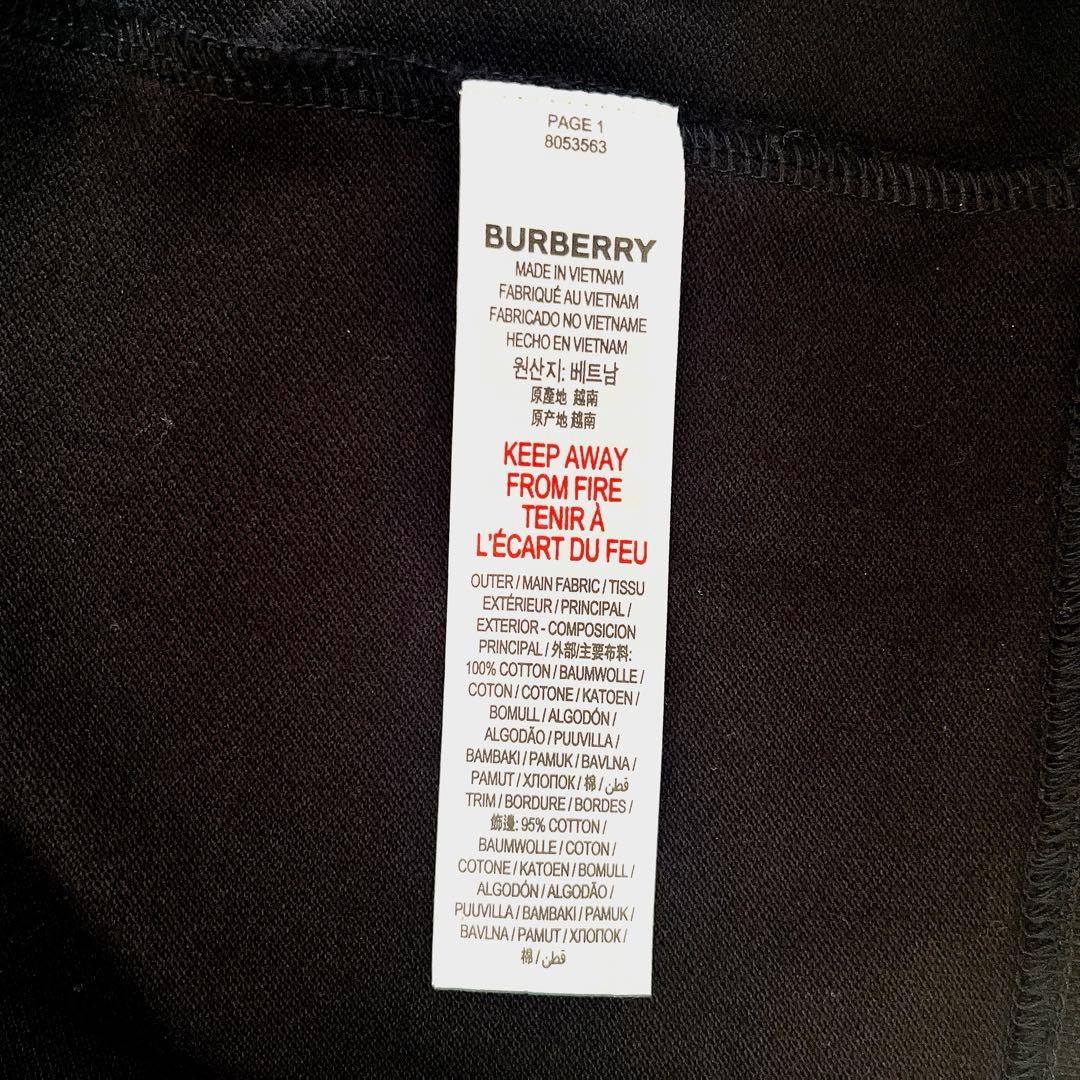 PAGE 1
8053563
BURBERRY
MADE IN VIETNAM
FABRIQUÉ AU VIETNAM
FABRICADO NO VIETNAME
HECHO EN VIETNAM
원산지: 베트남
原產地 越南
原产地 越南
KEEP AWAY
FROM FIRE
TENIR À
L'ÉCART DU FEU
OUTER / MAIN FABRIC / TISSU
EXTÉRIEUR / PRINCIPAL /
EXTERIOR - COMPOSICION
PRINCIPAL / 外部/主要布料:
100% COTTON / BAUMWOLLE /
COTON / COTONE / KATOEN /
BOMULL / ALGODÓN /
ALGODÃO / PUUVILLA /
BAMBAKI / PAMUK / BAVLNA /
PAMUT / ХЛОПОК / 棉 / قطن
TRIM / BORDURE / BORDES /
飾邊: 95% COTTON /
BAUMWOLLE / COTON /
COTONE / KATOEN / BOMULL /
ALGODÓN / ALGODÃO /
PUUVILLA / BAMBAKI / PAMUK /
BAVLNA / PAMUT / ХЛОПОК /
棉 / قطن